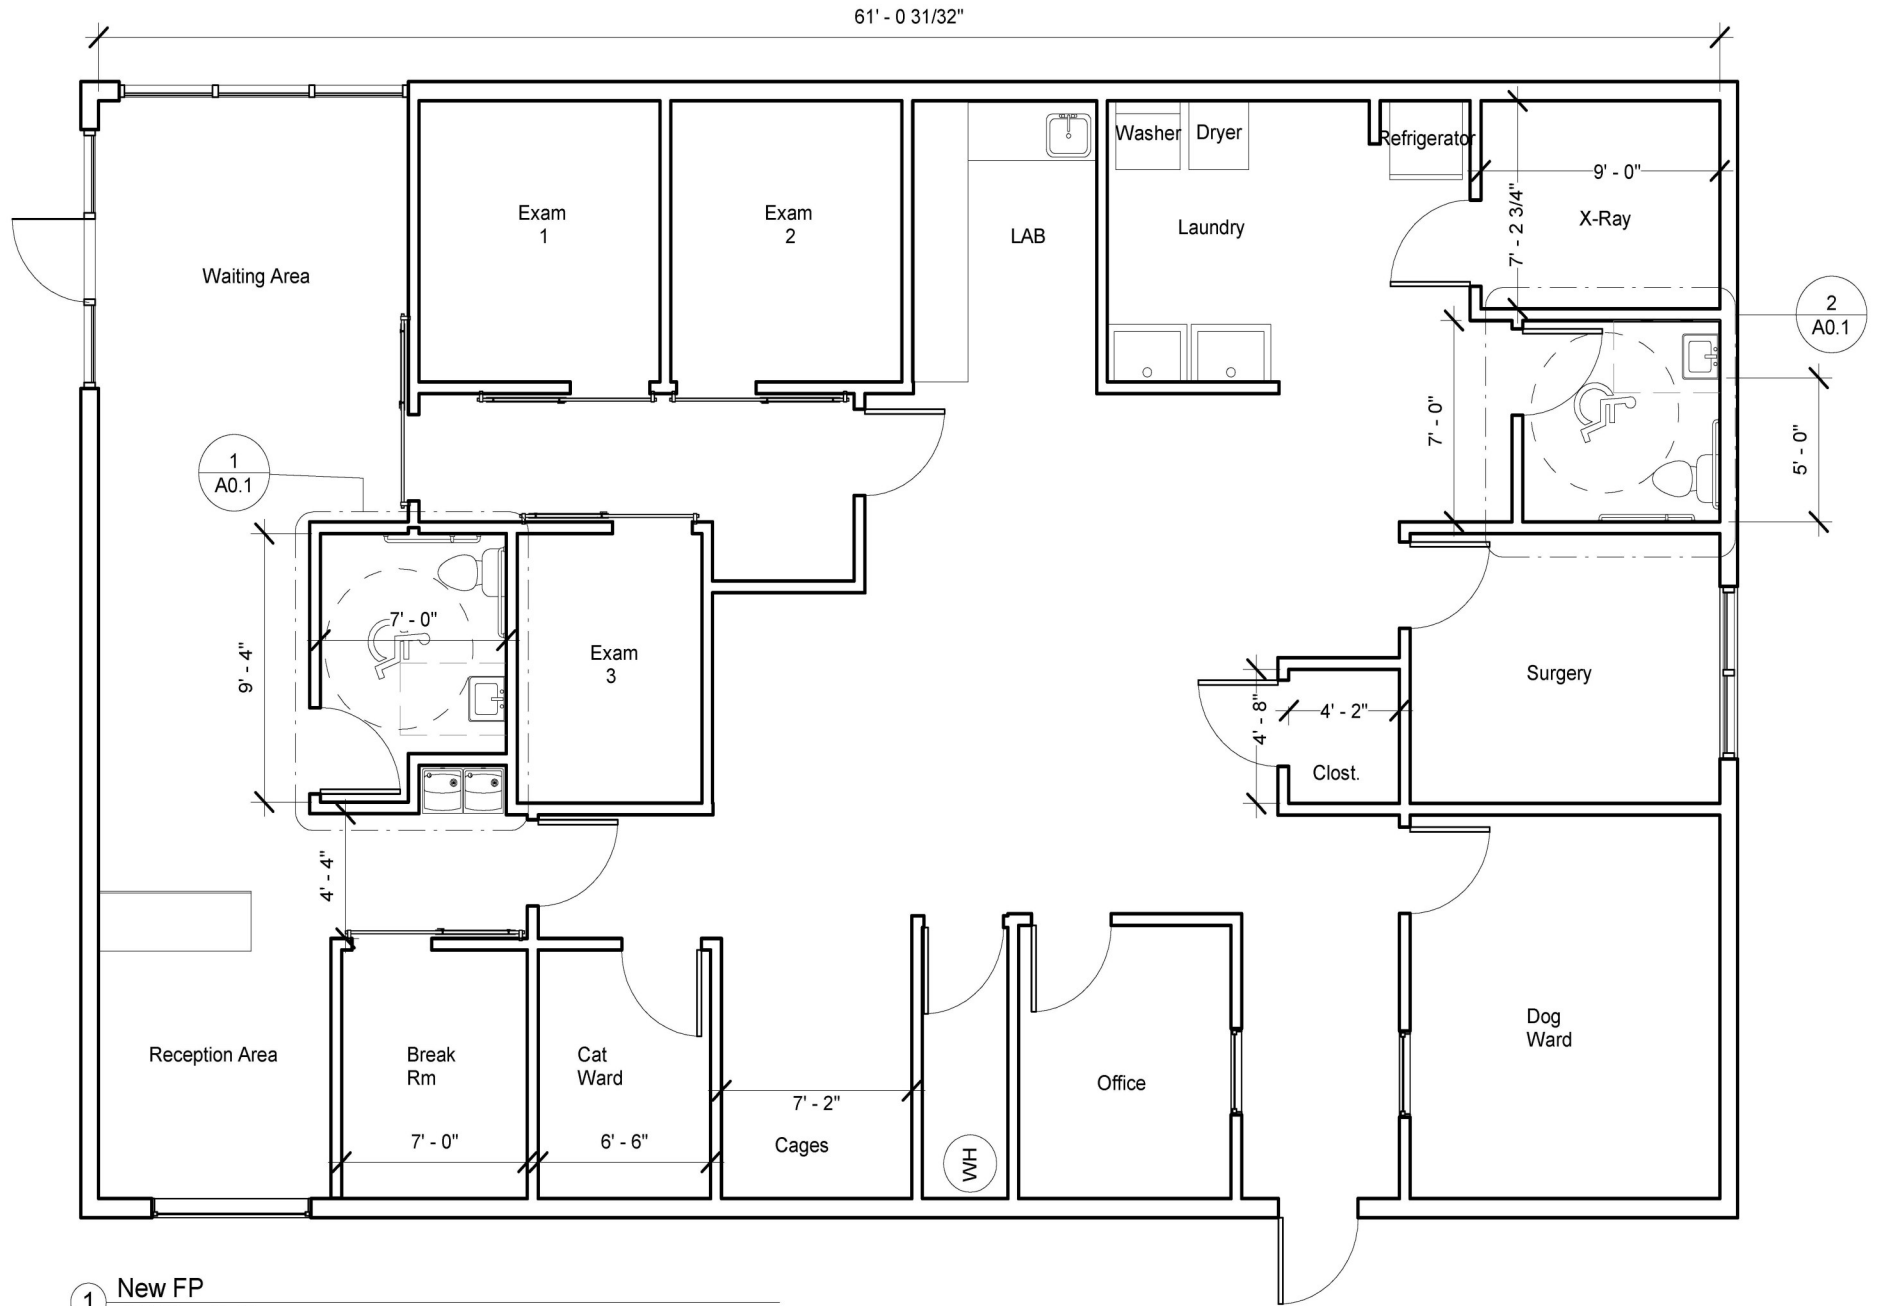 61' - 0 31/32"
Washer
Dryer
Refrigerator
9' - 0"
7' - 2 3/4"
X-Ray
Exam
1
Exam
2
LAB
Laundry
Waiting Area
2
A0.1
7' - 0"
5' - 0"
1
A0.1
9' - 4"
7' - 0"
Exam
3
Surgery
4' - 8"
4' - 2"
Clost.
4' - 4"
Reception Area
Break
Rm
7' - 0"
Cat
Ward
6' - 6"
7' - 2"
Cages
WH
Office
Dog
Ward
1
New FP